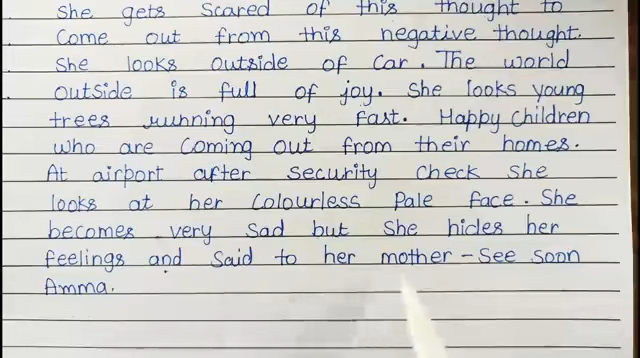 She gets scared of this thought to
Come out from this negative thought.
She looks outside of Car. The world
outside is full of joy. She looks young
trees running very fast. Happy Children
who are Coming out from their homes.
At airport after security check she
looks at her Colourless Pale face. She
becomes very sad but she hides her
feelings and Said to her mother - See Soon
Amma.